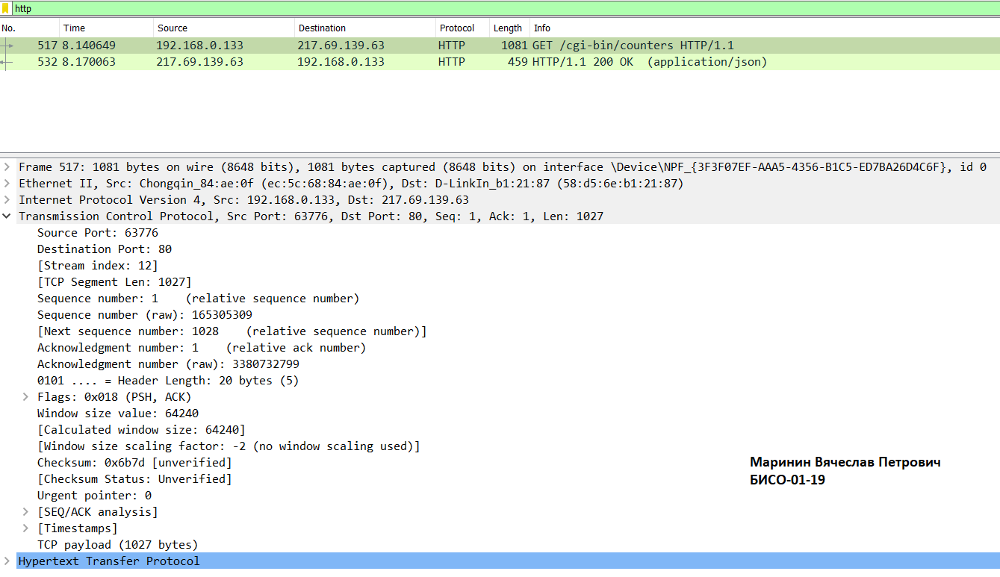 http
No. Time Source Destination Protocol Length Info
517 8.140649 192.168.0.133 217.69.139.63 HTTP 1081 GET /cgi-bin/counters HTTP/1.1
532 8.170063 217.69.139.63 192.168.0.133 HTTP 459 HTTP/1.1 200 OK (application/json)
Frame 517: 1081 bytes on wire (8648 bits), 1081 bytes captured (8648 bits) on interface \Device\NPF_{3F3F07EF-AAA5-4356-B1C5-ED7BA26D4C6F}, id 0
Ethernet II, Src: Chongqin_84:ae:0f (ec:5c:68:84:ae:0f), Dst: D-LinkIn_b1:21:87 (58:d5:6e:b1:21:87)
Internet Protocol Version 4, Src: 192.168.0.133, Dst: 217.69.139.63
Transmission Control Protocol, Src Port: 63776, Dst Port: 80, Seq: 1, Ack: 1, Len: 1027
Source Port: 63776
Destination Port: 80
[Stream index: 12]
[TCP Segment Len: 1027]
Sequence number: 1 (relative sequence number)
Sequence number (raw): 165305309
[Next sequence number: 1028 (relative sequence number)]
Acknowledgment number: 1 (relative ack number)
Acknowledgment number (raw): 3380732799
0101 .... = Header Length: 20 bytes (5)
Flags: 0x018 (PSH, ACK)
Window size value: 64240
[Calculated window size: 64240]
[Window size scaling factor: -2 (no window scaling used)]
Checksum: 0x6b7d [unverified]
[Checksum Status: Unverified]
Urgent pointer: 0
[SEQ/ACK analysis]
[Timestamps]
TCP payload (1027 bytes)
Hypertext Transfer Protocol
Маринин Вячеслав Петрович
БИСО-01-19